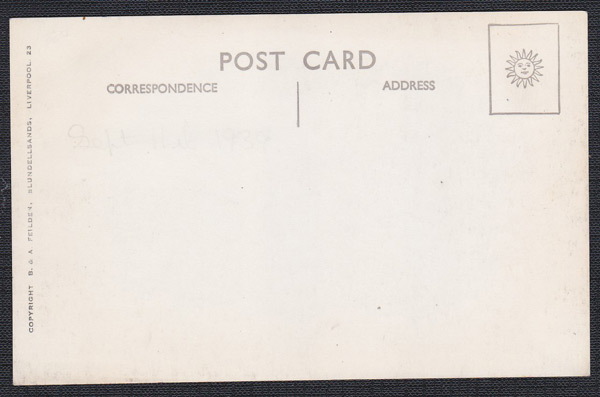 POST CARD
CORRESPONDENCE
ADDRESS
COPYRIGHT B. & A. FEILDEN, BLUNDELLSANDS, LIVERPOOL 23